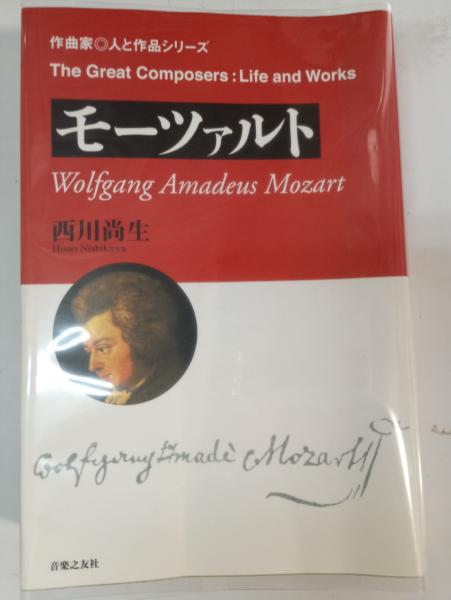 作曲家◎人と作品シリーズ
The Great Composers : Life and Works
モーツァルト
Wolfgang Amadeus Mozart
西川尚生
Hisao Nishikawa
Wolfgang Amadè Mozart
音楽之友社